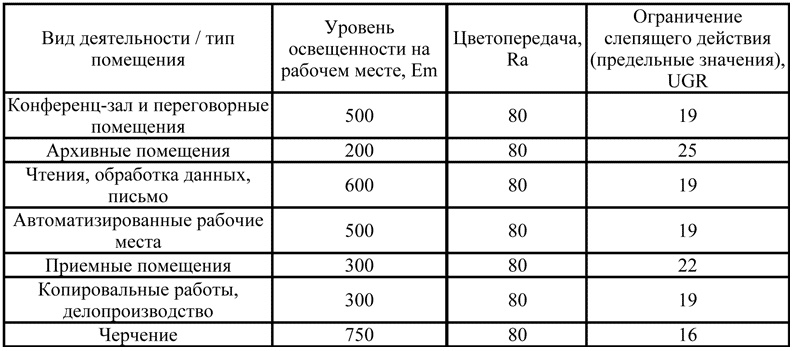 Вид деятельности / тип
помещения
Уровень
освещенности на
рабочем месте, Em
Цветопередача,
Ra
Ограничение
слепящего действия
(предельные значения),
UGR
Конференц-зал и переговорные
помещения
500
80
19
Архивные помещения
200
80
25
Чтения, обработка данных,
письмо
600
80
19
Автоматизированные рабочие
места
500
80
19
Приемные помещения
300
80
22
Копировальные работы,
делопроизводство
300
80
19
Черчение
750
80
16